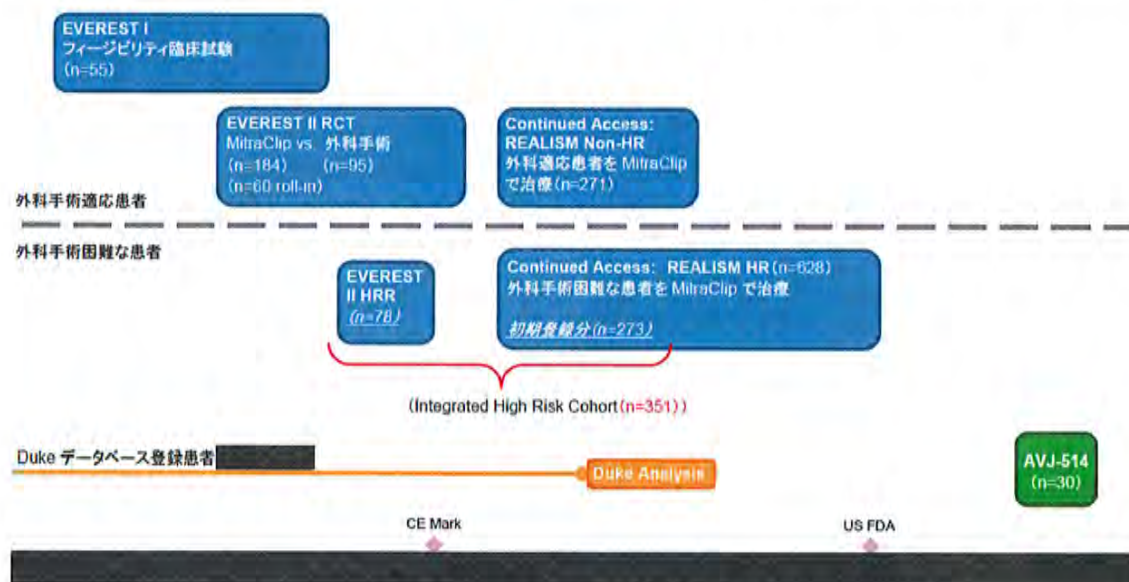 EVEREST I
フィージビリティ臨床試験
(n=55)
EVEREST II RCT
MitraClip vs. 外科手術
(n=184) (n=95)
(n=60 roll-in)
Continued Access:
REALISM Non-HR
外科適応患者を MitraClip
で治療(n=271)
外科手術適応患者
外科手術困難な患者
EVEREST
II HRR
(n=78)
Continued Access: REALISM HR(n=628)
外科手術困難な患者を MitraClip で治療
初期登録分(n=273)
(Integrated High Risk Cohort(n=351))
Duke データベース登録患者
Duke Analysis
AVJ-514
(n=30)
CE Mark
US FDA